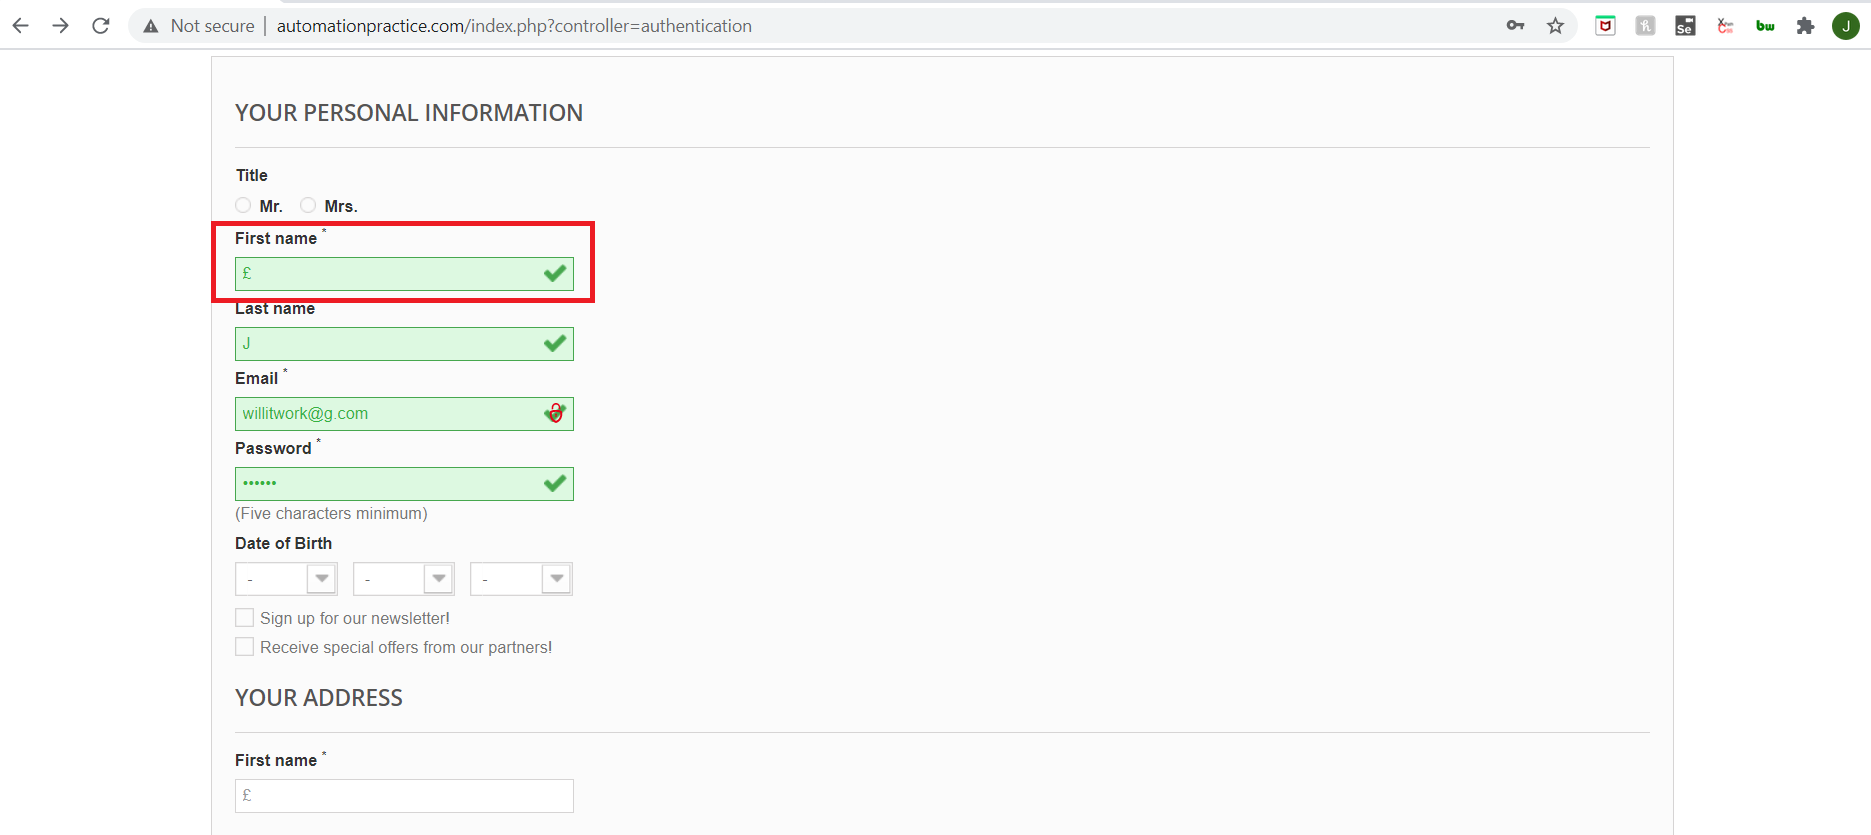 Not secure | automationpractice.com/index.php?controller=authentication
Se
bw
J
YOUR PERSONAL INFORMATION
Title
Mr. Mrs.
First name *
£
Last name
J
Email *
willitwork@g.com
Password *
••••••
(Five characters minimum)
Date of Birth
- - -
Sign up for our newsletter!
Receive special offers from our partners!
YOUR ADDRESS
First name *
£